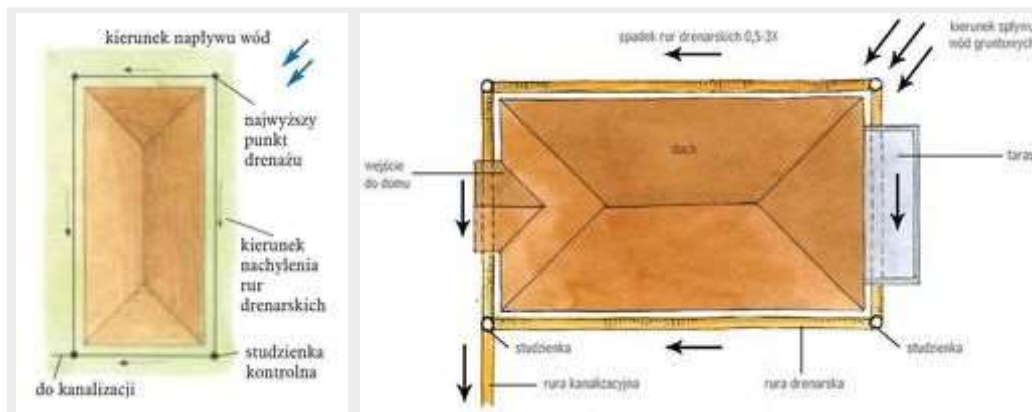 kierunek napływu wód
najwyższy
punkt
drenażu
kierunek
nachylenia
rur
drenarskich
studzienka
kontrolna
do kanalizacji
spadek rur drenarskich 0,5-3X
kierunek spływu
wód gruntowych
dach
wejście
do domu
taras
studzienka
studzienka
rura kanalizacyjna
rura drenarska